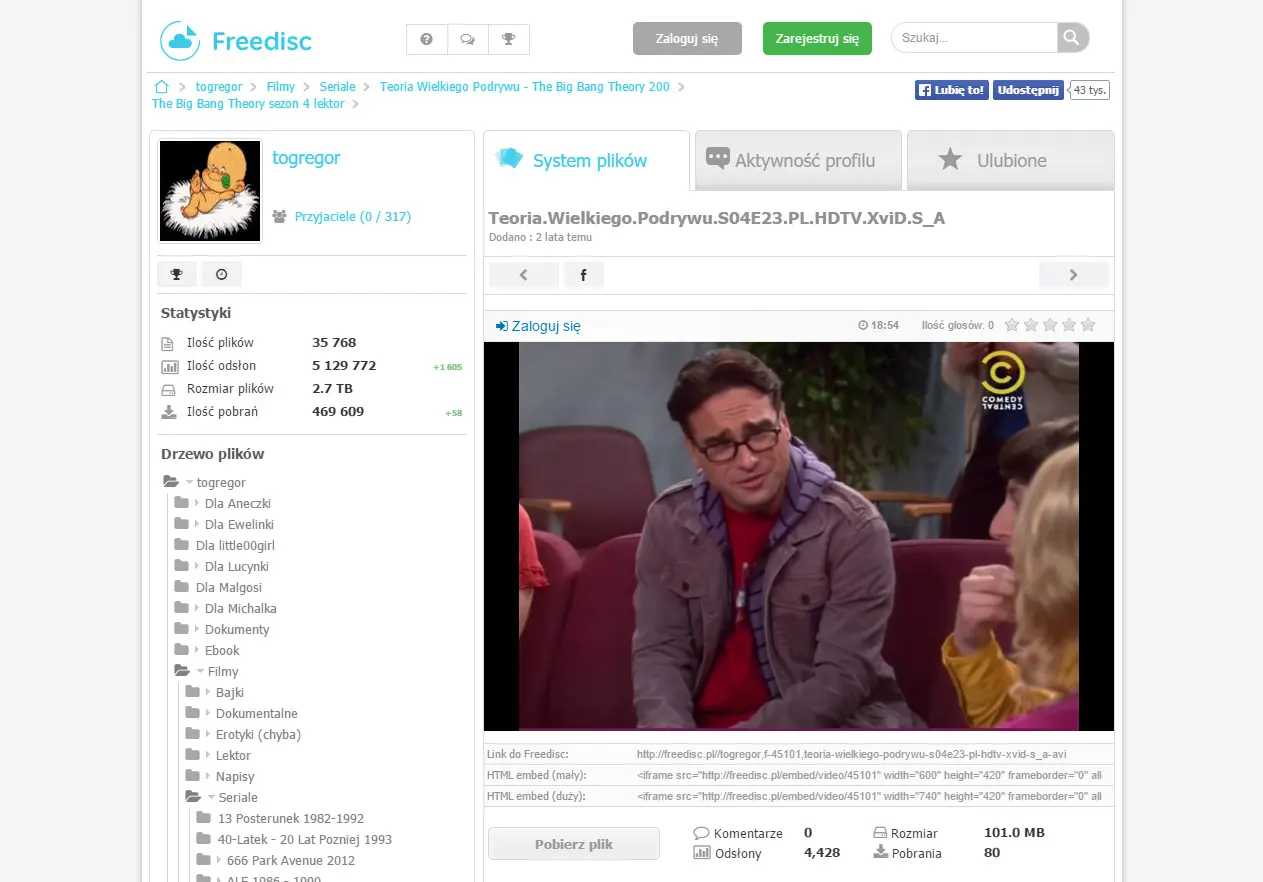 Freedisc
Zaloguj się
Zarejestruj się
Szukaj...
togregor
Filmy
Seriale
Teoria Wielkiego Podrywu - The Big Bang Theory 200
The Big Bang Theory sezon 4 lektor
Lubię to!
Udostępnij
43 tys.
togregor
Przyjaciele (0 / 317)
Statystyki
Ilość plików 35 768
Ilość odsłon 5 129 772 +1 605
Rozmiar plików 2.7 TB
Ilość pobrań 469 609 +58
Drzewo plików
togregor
Dla Aneczki
Dla Ewelinki
Dla little00girl
Dla Lucynki
Dla Malgosi
Dla Michalka
Dokumenty
Ebook
Filmy
Bajki
Dokumentalne
Erotyki (chyba)
Lektor
Napisy
Seriale
13 Posterunek 1982-1992
40-Latek - 20 Lat Pozniej 1993
666 Park Avenue 2012
ALF 1986 - 1990
System plików
Aktywność profilu
Ulubione
Teoria.Wielkiego.Podrywu.S04E23.PL.HDTV.XviD.S_A
Dodano : 2 lata temu
Zaloguj się
18:54
Ilość głosów: 0
COMEDY
CENTRAL
Link do Freedisc: http://freedisc.pl//togregor,f-45101,teoria-wielkiego-podrywu-s04e23-pl-hdtv-xvid-s_a-avi
HTML embed (mały): <iframe src="http://freedisc.pl/embed/video/45101" width="600" height="420" frameborder="0" all
HTML embed (duży): <iframe src="http://freedisc.pl/embed/video/45101" width="740" height="420" frameborder="0" all
Pobierz plik
Komentarze 0
Odsłony 4,428
Rozmiar 101.0 MB
Pobrania 80